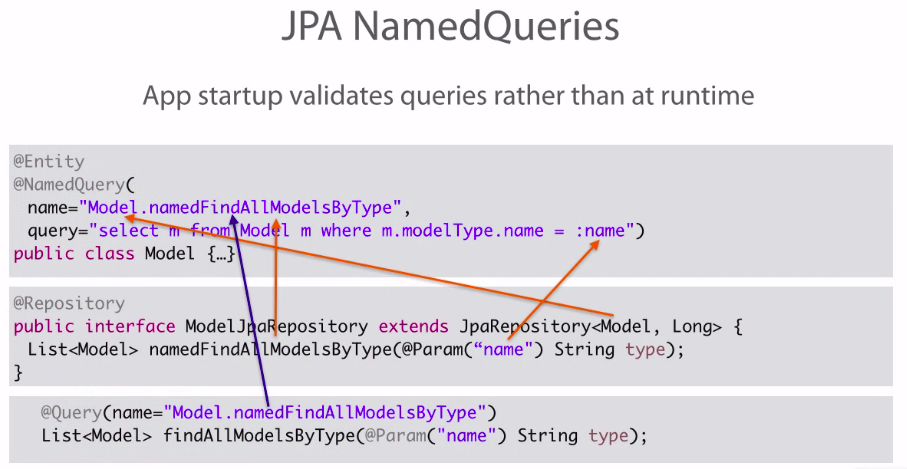 JPA NamedQueries
App startup validates queries rather than at runtime
@Entity
@NamedQuery(
name="Model.namedFindAllModelsByType",
query="select m from Model m where m.modelType.name = :name")
public class Model {…}
@Repository
public interface ModelJpaRepository extends JpaRepository<Model, Long> {
List<Model> namedFindAllModelsByType(@Param(“name") String type);
}
@Query(name="Model.namedFindAllModelsByType")
List<Model> findAllModelsByType(@Param("name") String type);